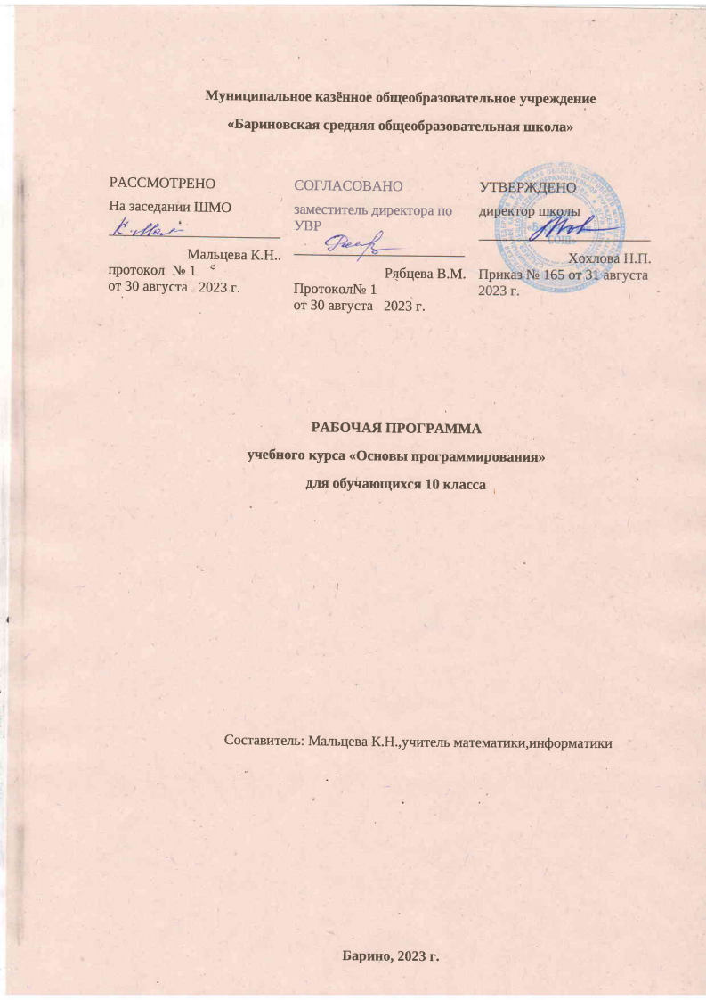 Муниципальное казённое общеобразовательное учреждение
«Бариновская средняя общеобразовательная школа»
РАССМОТРЕНО
На заседании ШМО
Мальцева К.Н..
протокол № 1
от 30 августа 2023 г.
СОГЛАСОВАНО
заместитель директора по
УВР
Рябцева В.М.
Протокол№ 1
от 30 августа 2023 г.
УТВЕРЖДЕНО
директор школы
СОШ»
Хохлова Н.П.
Приказ № 165 от 31 августа
2023 г.
РАБОЧАЯ ПРОГРАММА
учебного курса «Основы программирования»
для обучающихся 10 класса
Составитель: Мальцева К.Н.,учитель математики,информатики
Барино, 2023 г.